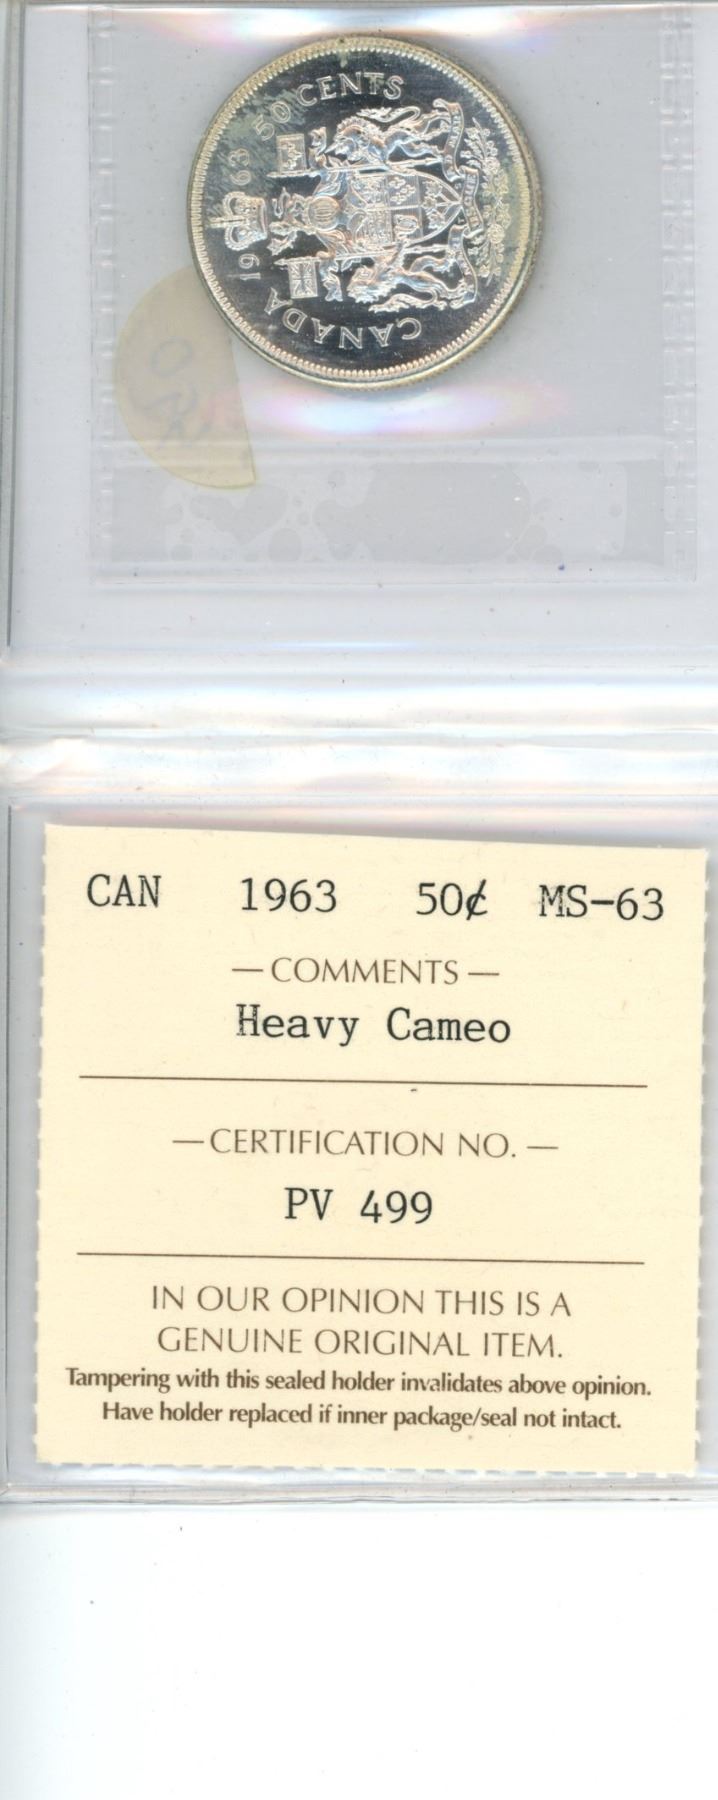 50 CENTS
1963
CANADA
CAN 1963 50¢ MS-63
— COMMENTS —
Heavy Cameo
— CERTIFICATION NO. —
PV 499
IN OUR OPINION THIS IS A
GENUINE ORIGINAL ITEM.
Tampering with this sealed holder invalidates above opinion.
Have holder replaced if inner package/seal not intact.